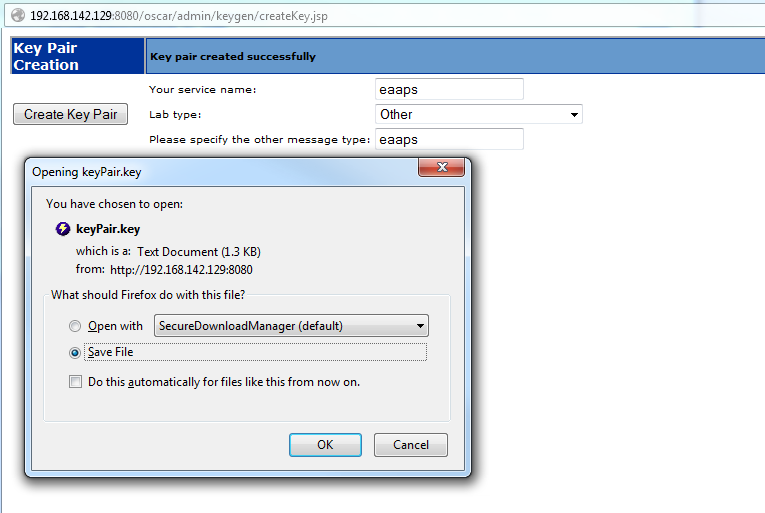 192.168.142.129:8080/oscar/admin/keygen/createKey.jsp
Key Pair Creation
Key pair created successfully
Your service name: eaaps
Create Key Pair
Lab type: Other
Please specify the other message type: eaaps
Opening keyPair.key
You have chosen to open:
keyPair.key
which is a: Text Document (1.3 KB)
from: http://192.168.142.129:8080
What should Firefox do with this file?
Open with SecureDownloadManager (default)
Save File
Do this automatically for files like this from now on.
OK Cancel